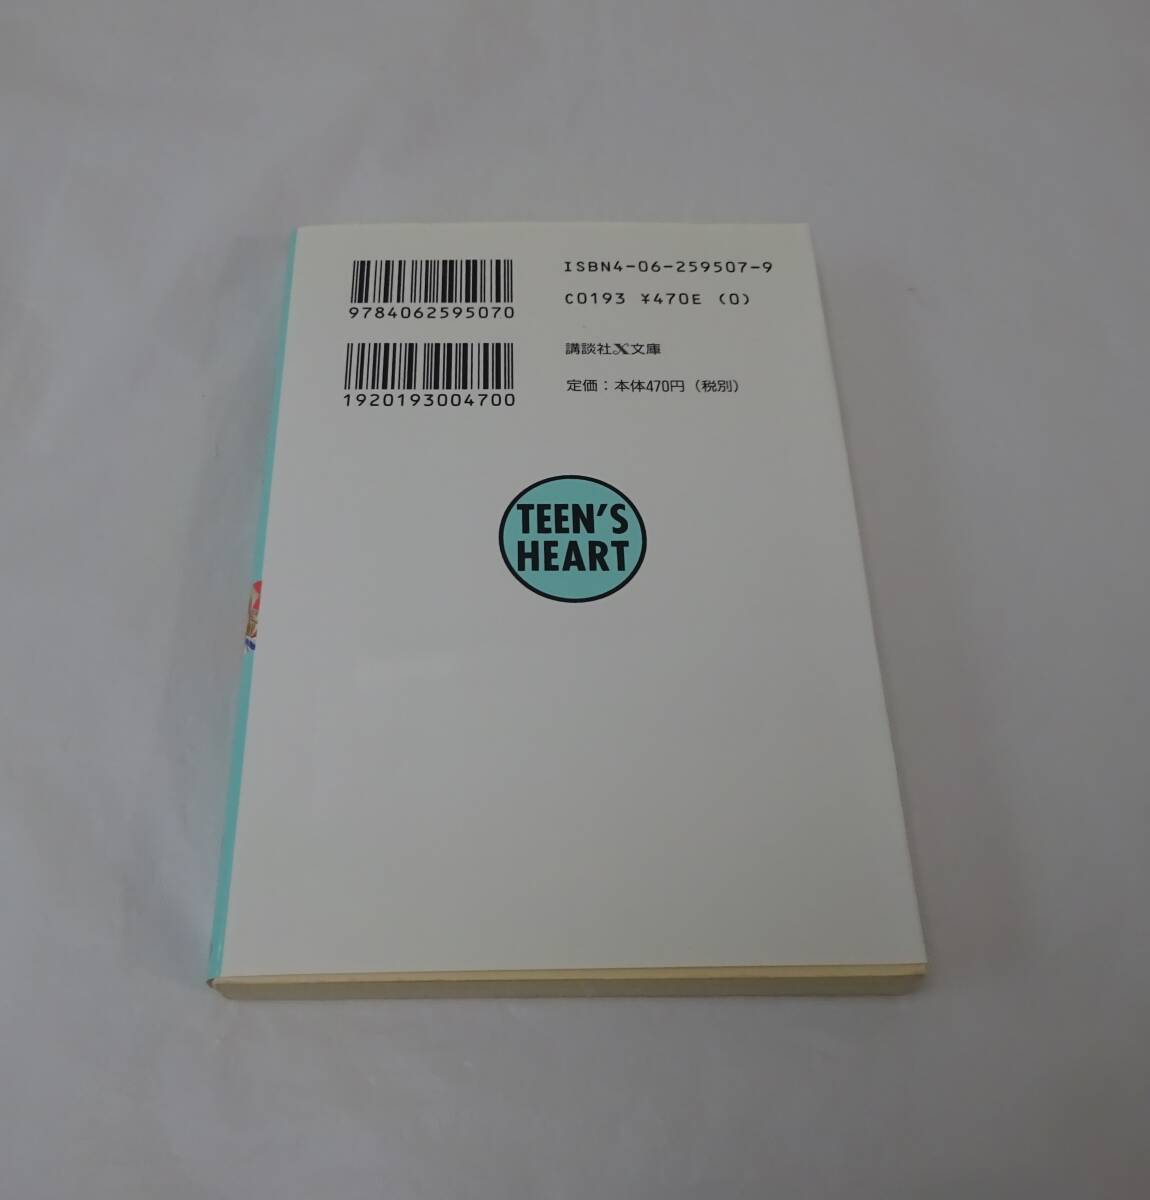 9784062595070
1920193004700
ISBN4-06-259507-9
C0193 ¥470E (0)
講談社X文庫
定価：本体470円（税別）
TEEN'S
HEART